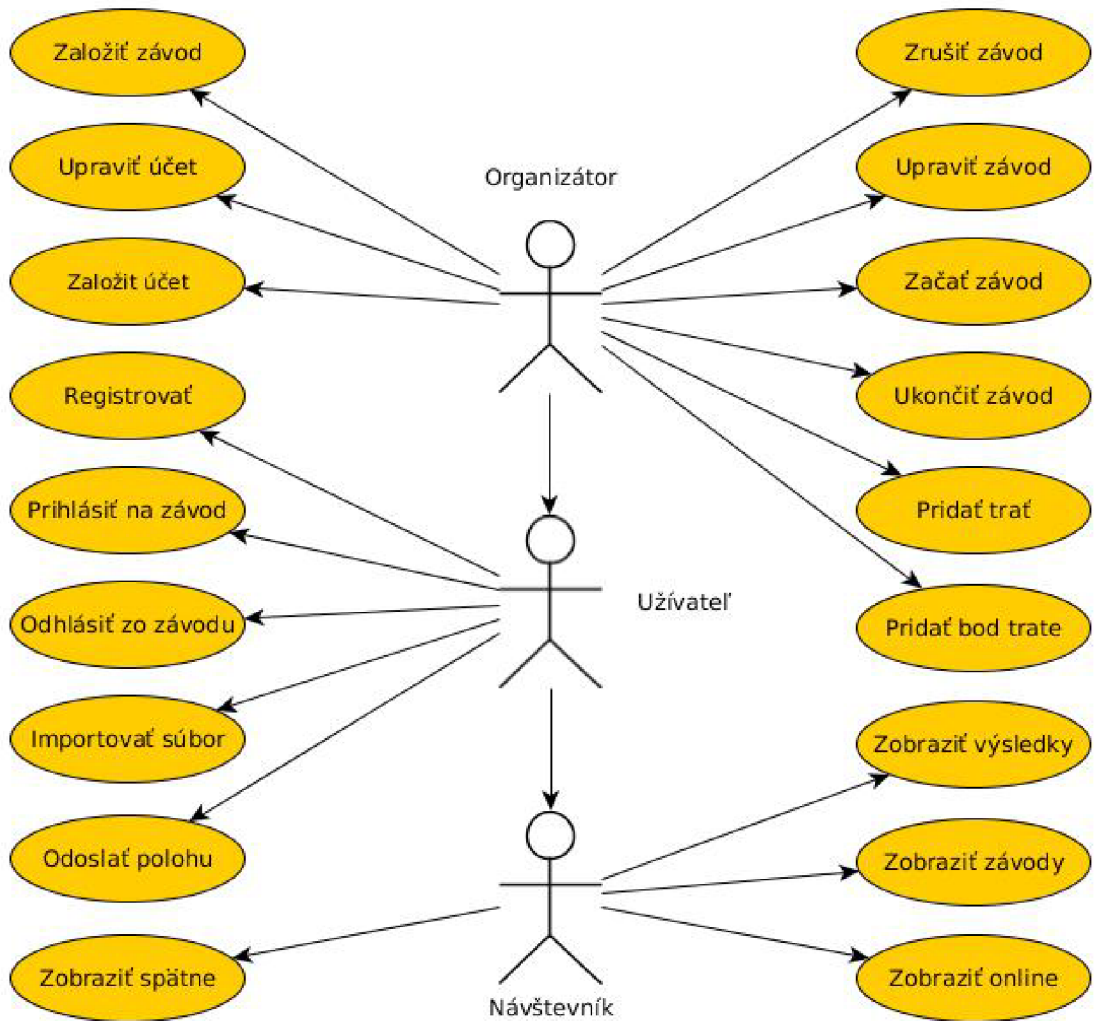 Založiť závod
Zrušiť závod
Upraviť účet
Organizátor
Upraviť závod
Založit účet
Začať závod
Registrovať
Ukončiť závod
Prihlásiť na závod
Pridať trať
Užívateľ
Odhlásiť zo závodu
Pridať bod trate
Importovať súbor
Zobraziť výsledky
Odoslať polohu
Zobraziť závody
Zobraziť spätne
Zobraziť online
Návštevník